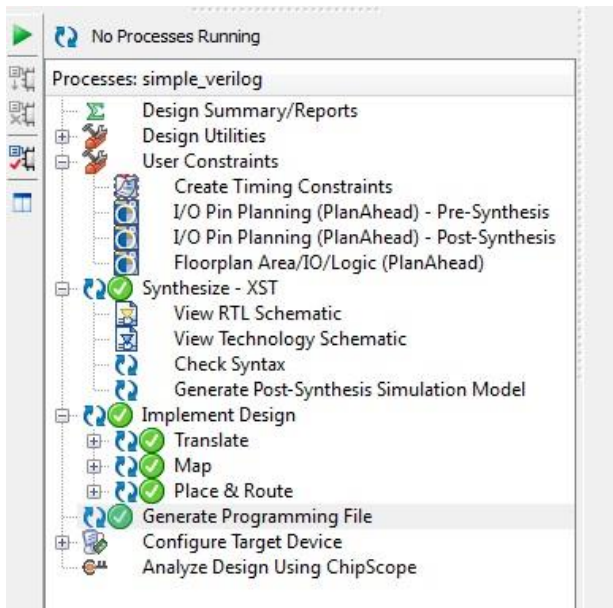 No Processes Running
Processes: simple_verilog
Design Summary/Reports
Design Utilities
User Constraints
Create Timing Constraints
I/O Pin Planning (PlanAhead) - Pre-Synthesis
I/O Pin Planning (PlanAhead) - Post-Synthesis
Floorplan Area/IO/Logic (PlanAhead)
Synthesize - XST
View RTL Schematic
View Technology Schematic
Check Syntax
Generate Post-Synthesis Simulation Model
Implement Design
Translate
Map
Place & Route
Generate Programming File
Configure Target Device
Analyze Design Using ChipScope